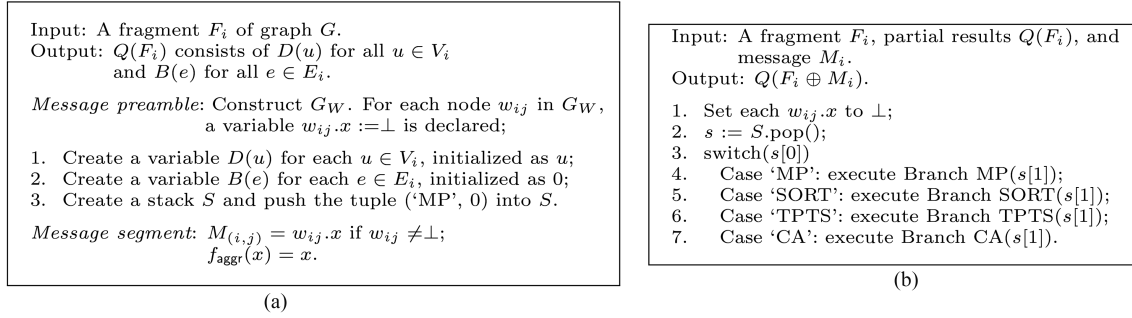 Input: A fragment F_i of graph G.
Output: Q(F_i) consists of D(u) for all u ∈ V_i
and B(e) for all e ∈ E_i.
Message preamble: Construct G_W. For each node w_ij in G_W,
a variable w_ij.x :=⊥ is declared;
1. Create a variable D(u) for each u ∈ V_i, initialized as u;
2. Create a variable B(e) for each e ∈ E_i, initialized as 0;
3. Create a stack S and push the tuple (‘MP’, 0) into S.
Message segment: M_(i,j) = w_ij.x if w_ij ≠⊥;
f_aggr(x) = x.
(a)
Input: A fragment F_i, partial results Q(F_i), and
message M_i.
Output: Q(F_i ⊕ M_i).
1. Set each w_ij.x to ⊥;
2. s := S.pop();
3. switch(s[0])
4. Case ‘MP’: execute Branch MP(s[1]);
5. Case ‘SORT’: execute Branch SORT(s[1]);
6. Case ‘TPTS’: execute Branch TPTS(s[1]);
7. Case ‘CA’: execute Branch CA(s[1]).
(b)